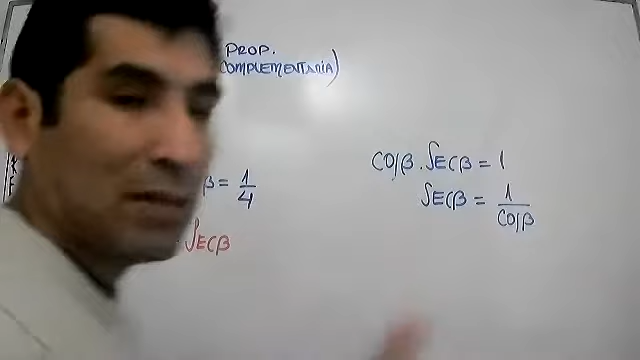 PROP.
COMPLEMENTARIA)
COSβ . SECβ = 1
β = 1/4
SECβ = 1/COSβ
SECβ